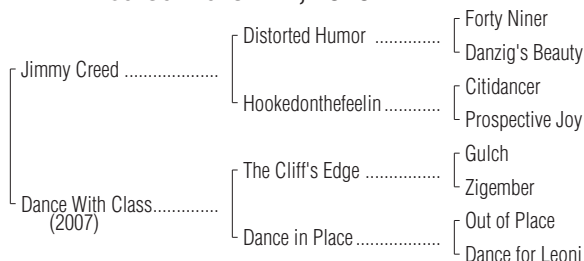 Forty Niner
Distorted Humor ..............
Danzig's Beauty
Jimmy Creed ....................
Citidancer
Hookedonthefeelin ............
Prospective Joy
Gulch
The Cliff's Edge ................
Zigember
Dance With Class..............
(2007)
Out of Place
Dance in Place ..................
Dance for Leoni